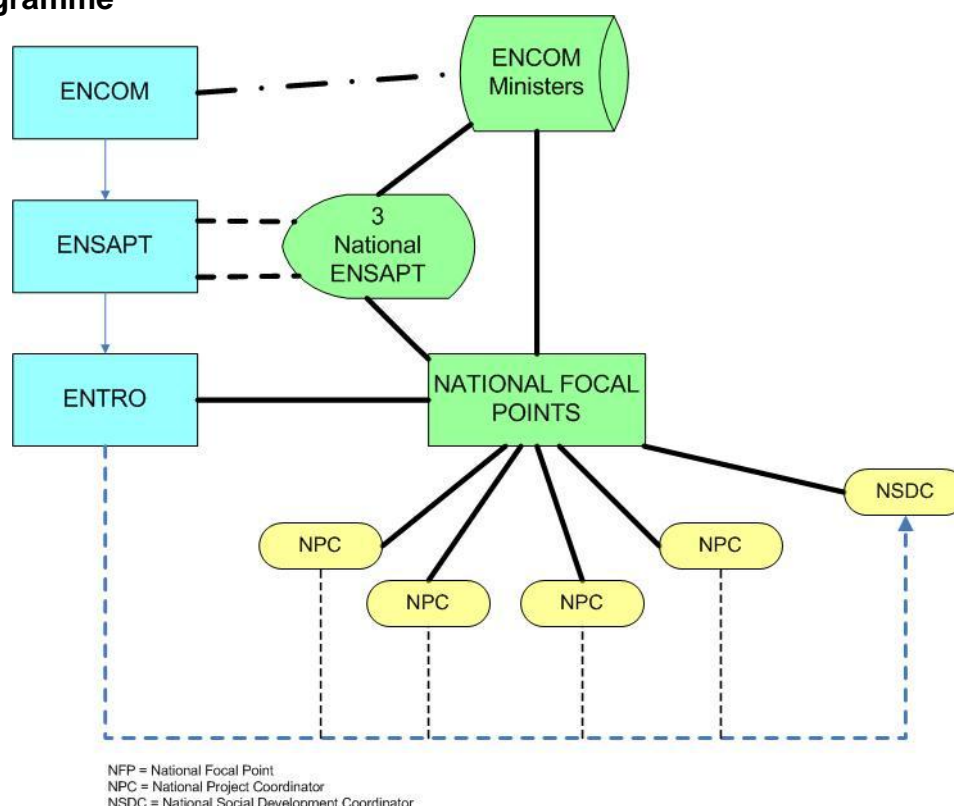 gramme
ENCOM
ENCOM
Ministers
ENSAPT
3
National
ENSAPT
ENTRO
NATIONAL FOCAL
POINTS
NSDC
NPC
NPC
NPC
NPC
NFP = National Focal Point
NPC = National Project Coordinator
NSDC = National Social Development Coordinator